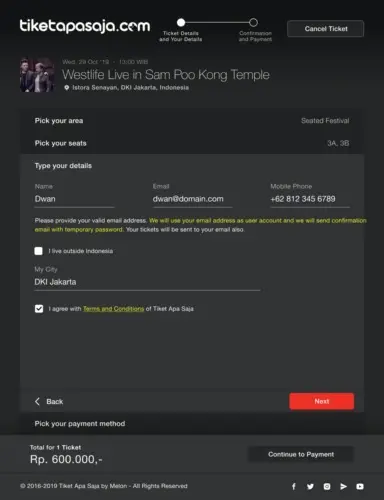 tiketapasaja.com
Ticket Details
and Your Details
Confirmation
and Payment
Cancel Ticket
Wed, 29 Oct '19 · 13:00 WIB
Westlife Live in Sam Poo Kong Temple
Istora Senayan, DKI Jakarta, Indonesia
Pick your area
Seated Festival
Pick your seats
3A, 3B
Type your details
Name
Email
Mobile Phone
Dwan
dwan@domain.com
+62 812 345 6789
Please provide your valid email address. We will use your email address as user account and we will send confirmation
email with temporary password. Your tickets will be sent to your email also.
I live outside Indonesia
My City
DKI Jakarta
I agree with Terms and Conditions of Tiket Apa Saja
Back
Next
Pick your payment method
Total for 1 Ticket
Rp. 600.000,-
Continue to Payment
© 2016-2019 Tiket Apa Saja by Melon - All Rights Reserved